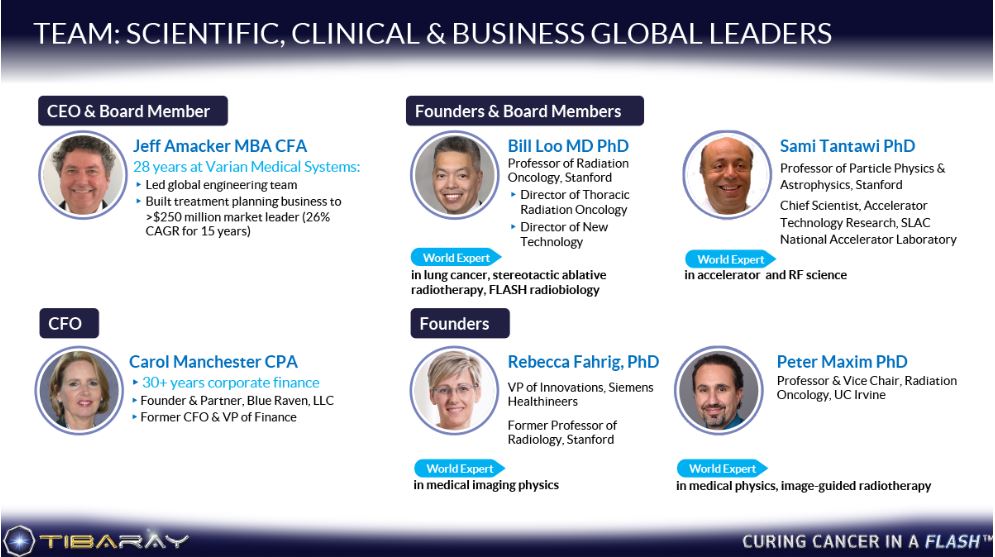 TEAM: SCIENTIFIC, CLINICAL & BUSINESS GLOBAL LEADERS
CEO & Board Member
Jeff Amacker MBA CFA
28 years at Varian Medical Systems:
‣ Led global engineering team
‣ Built treatment planning business to
>$250 million market leader (26%
CAGR for 15 years)
Founders & Board Members
Bill Loo MD PhD
Professor of Radiation
Oncology, Stanford
‣ Director of Thoracic
Radiation Oncology
‣ Director of New
Technology
World Expert
in lung cancer, stereotactic ablative
radiotherapy, FLASH radiobiology
Sami Tantawi PhD
Professor of Particle Physics &
Astrophysics, Stanford
Chief Scientist, Accelerator
Technology Research, SLAC
National Accelerator Laboratory
World Expert
in accelerator and RF science
CFO
Carol Manchester CPA
‣ 30+ years corporate finance
‣ Founder & Partner, Blue Raven, LLC
‣ Former CFO & VP of Finance
Founders
Rebecca Fahrig, PhD
VP of Innovations, Siemens
Healthineers
Former Professor of
Radiology, Stanford
World Expert
in medical imaging physics
Peter Maxim PhD
Professor & Vice Chair, Radiation
Oncology, UC Irvine
World Expert
in medical physics, image-guided radiotherapy
TIBARAY
CURING CANCER IN A FLASH™